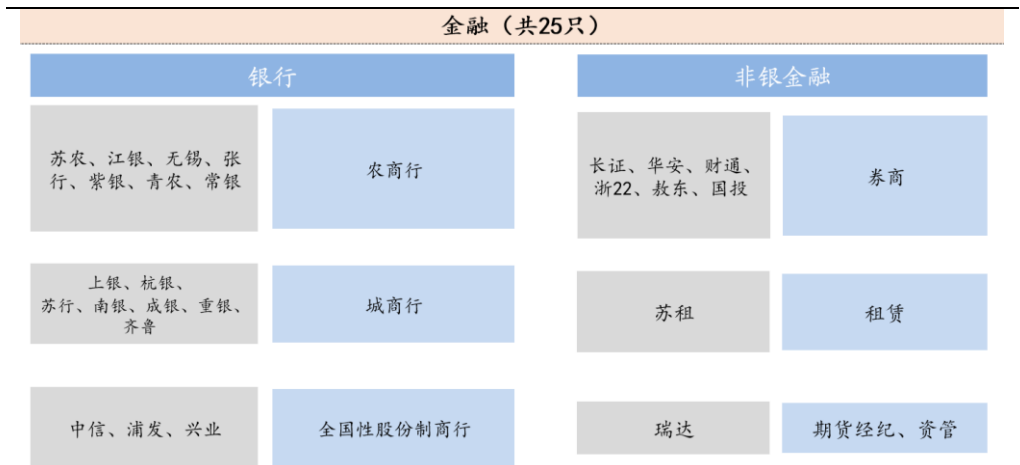 金融（共25只）
银行
非银金融
苏农、江银、无锡、张
行、紫银、青农、常银
农商行
长证、华安、财通、
浙22、敖东、国投
券商
上银、杭银、
苏行、南银、成银、重银、
齐鲁
城商行
苏租
租赁
中信、浦发、兴业
全国性股份制商行
瑞达
期货经纪、资管